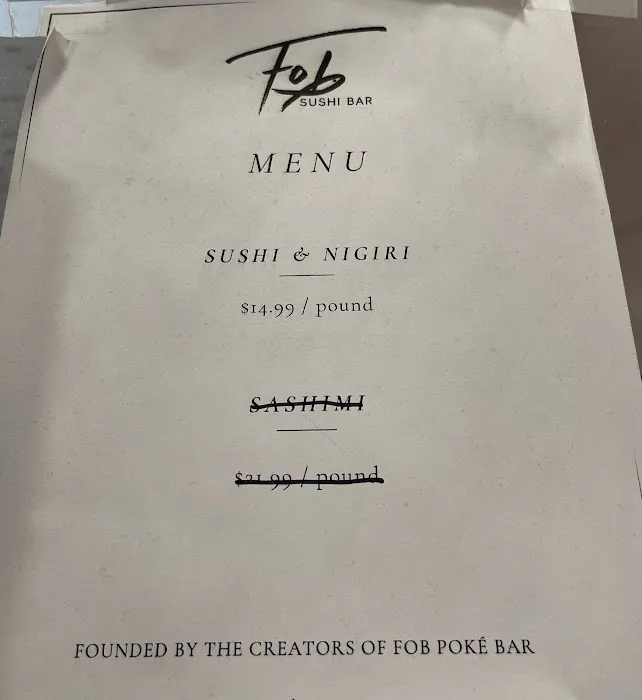 Fob
SUSHI BAR
MENU
SUSHI & NIGIRI
$14.99 / pound
SASHIMI
$21.99 / pound
FOUNDED BY THE CREATORS OF FOB POKÉ BAR